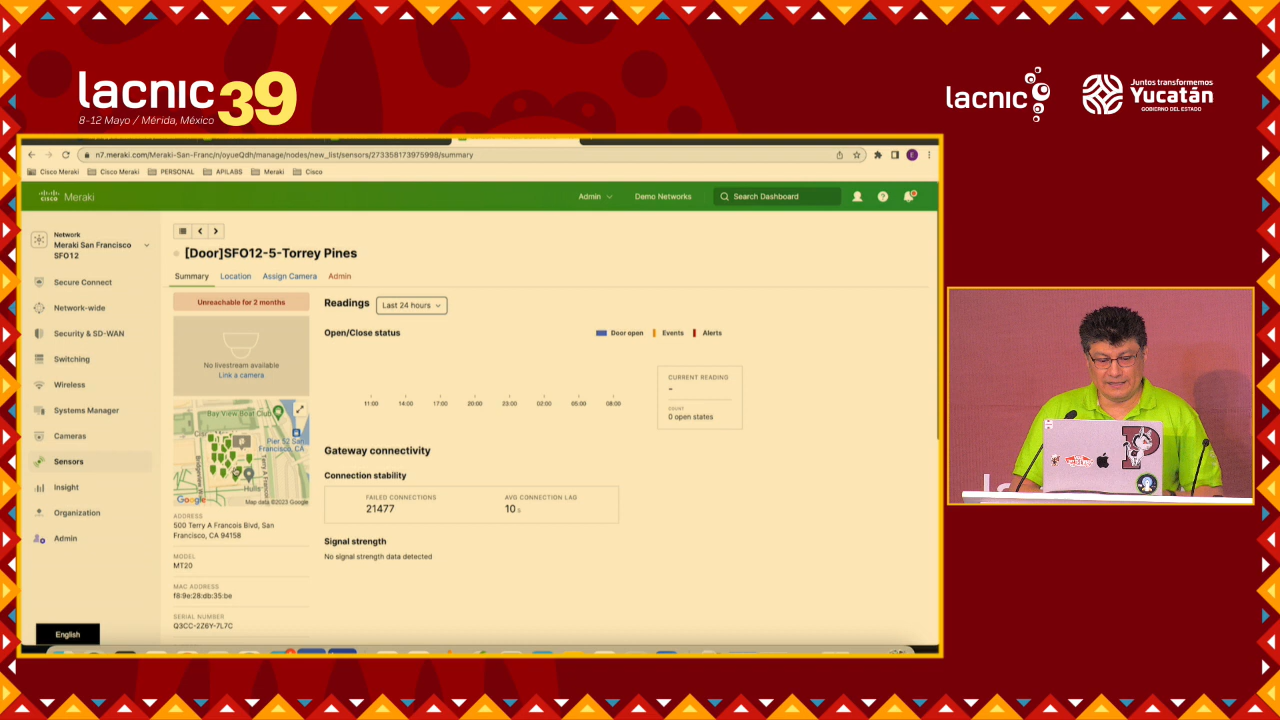 lacnic39
8-12 Mayo / Mérida, México
lacnic
Juntos transformemos
Yucatán
GOBIERNO DEL ESTADO
n7.meraki.com/Meraki-San-Franc/n/oyueQdh/manage/nodes/new_list/sensors/273358173975998/summary
Cisco Meraki
Cisco Meraki
PERSONAL
APILABS
Meraki
Cisco
CISCO Meraki
Admin
Demo Networks
Search Dashboard
Network
Meraki San Francisco
SFO12
Secure Connect
Network-wide
Security & SD-WAN
Switching
Wireless
Systems Manager
Cameras
Sensors
Insight
Organization
Admin
English
[Door]SFO12-5-Torrey Pines
Summary
Location
Assign Camera
Admin
Unreachable for 2 months
No livestream available
Link a camera
Bay View Boat Club
Pier 52 San
Francisco, CA
Terry A Francois
Google
Map data ©2023 Google
ADDRESS
500 Terry A Francois Blvd, San
Francisco, CA 94158
MODEL
MT20
MAC ADDRESS
f8:9e:28:db:35:be
SERIAL NUMBER
Q3CC-2Z6Y-7L7C
Readings
Last 24 hours
Open/Close status
Door open
Events
Alerts
11:00
14:00
17:00
20:00
23:00
02:00
05:00
08:00
CURRENT READING
-
COUNT
0 open states
Gateway connectivity
Connection stability
FAILED CONNECTIONS
21477
AVG CONNECTION LAG
10 s
Signal strength
No signal strength data detected